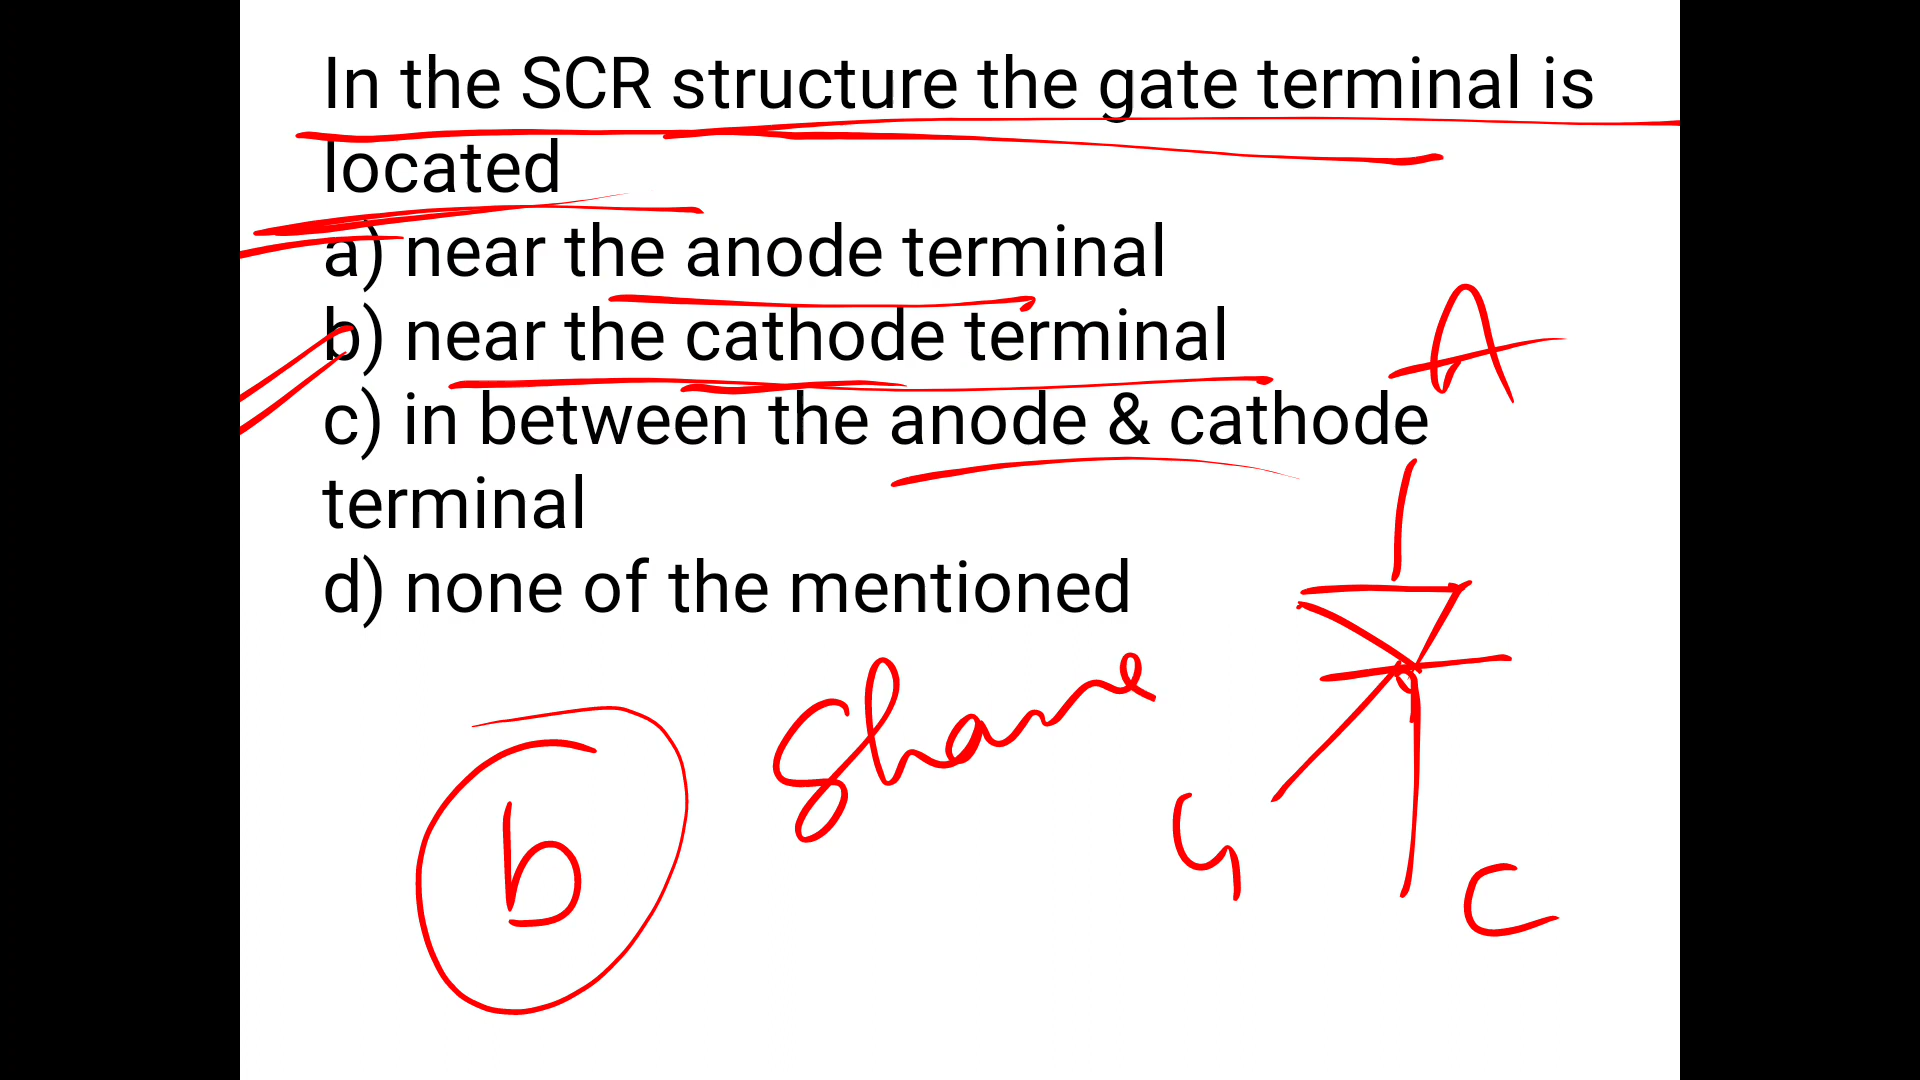 In the SCR structure the gate terminal is
located
a) near the anode terminal
b) near the cathode terminal
c) in between the anode & cathode
terminal
d) none of the mentioned
A
b
G
C